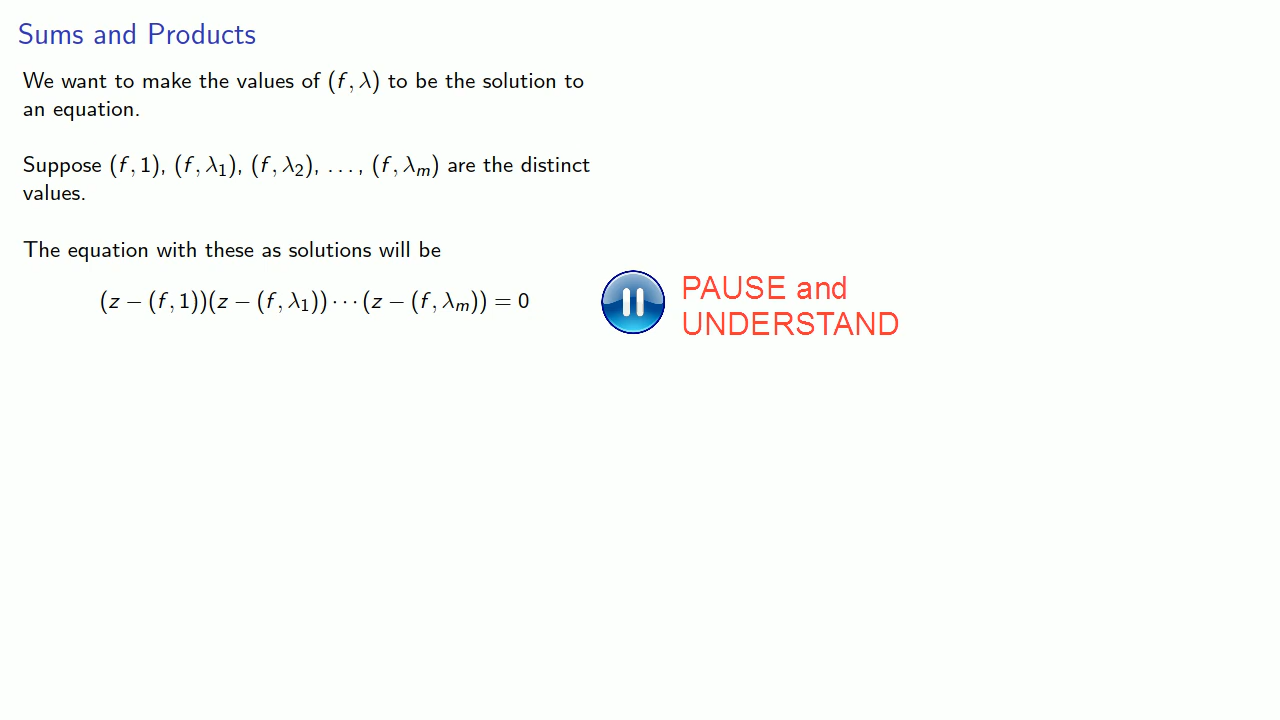 Sums and Products
We want to make the values of (f, λ) to be the solution to
an equation.
Suppose (f, 1), (f, λ₁), (f, λ₂), ..., (f, λₘ) are the distinct
values.
The equation with these as solutions will be
(z − (f, 1))(z − (f, λ₁)) ⋯ (z − (f, λₘ)) = 0
PAUSE and
UNDERSTAND